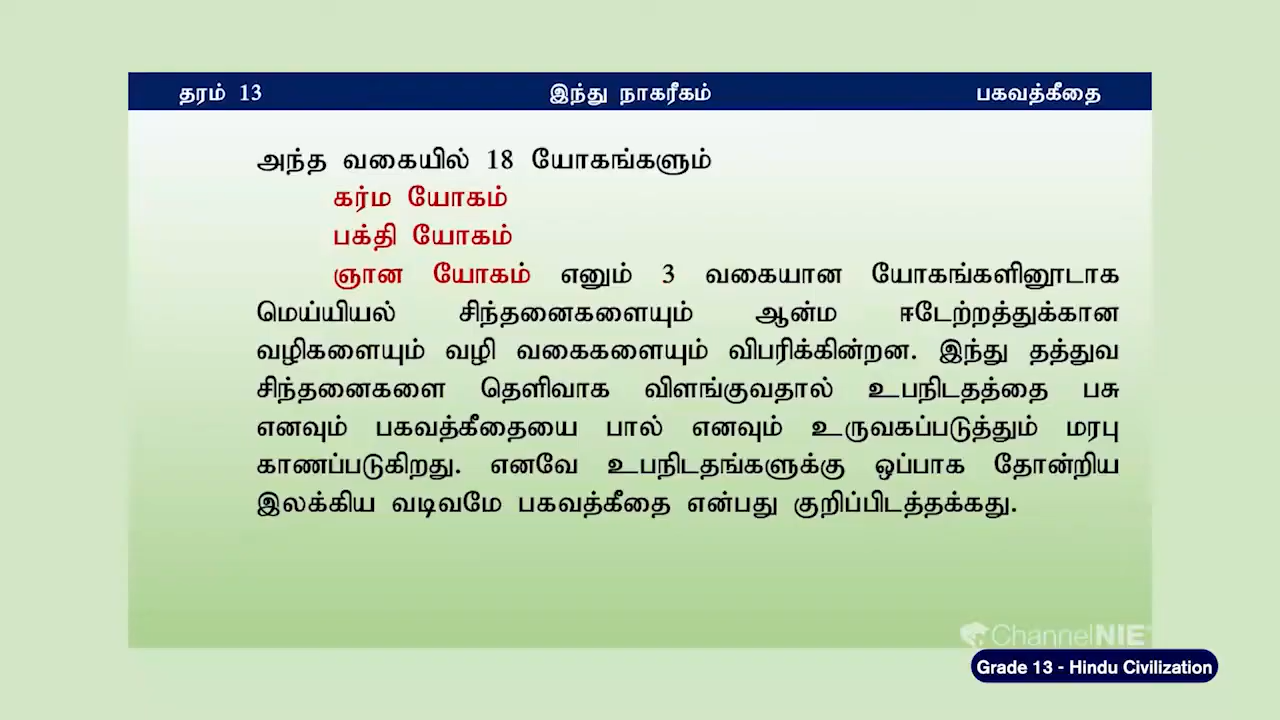 தரம் 13 இந்து நாகரீகம் பகவத்கீதை
அந்த வகையில் 18 யோகங்களும்
கர்ம யோகம்
பக்தி யோகம்
ஞான யோகம் எனும் 3 வகையான யோகங்களினூடாக
மெய்யியல் சிந்தனைகளையும் ஆன்ம ஈடேற்றத்துக்கான
வழிகளையும் வழி வகைகளையும் விபரிக்கின்றன. இந்து தத்துவ
சிந்தனைகளை தெளிவாக விளங்குவதால் உபநிடதத்தை பசு
எனவும் பகவத்கீதையை பால் எனவும் உருவகப்படுத்தும் மரபு
காணப்படுகிறது. எனவே உபநிடதங்களுக்கு ஒப்பாக தோன்றிய
இலக்கிய வடிவமே பகவத்கீதை என்பது குறிப்பிடத்தக்கது.
ChannelNIE
Grade 13 - Hindu Civilization